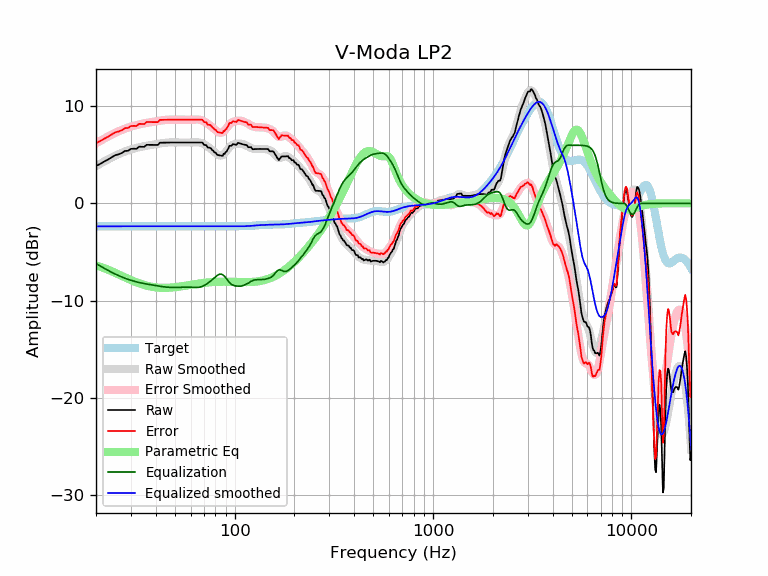 V-Moda LP2
Amplitude (dBr)
10
0
−10
−20
−30
Target
Raw Smoothed
Error Smoothed
Raw
Error
Parametric Eq
Equalization
Equalized smoothed
100
1000
10000
Frequency (Hz)